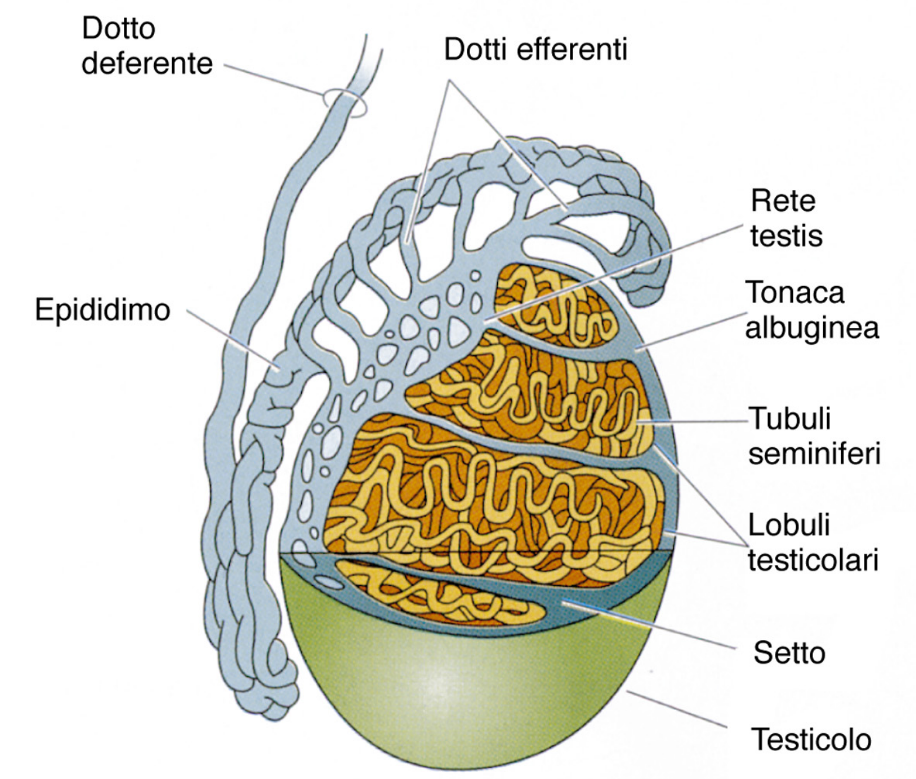 Dotto
deferente
Dotti efferenti
Rete
testis
Epididimo
Tonaca
albuginea
Tubuli
seminiferi
Lobuli
testicolari
Setto
Testicolo